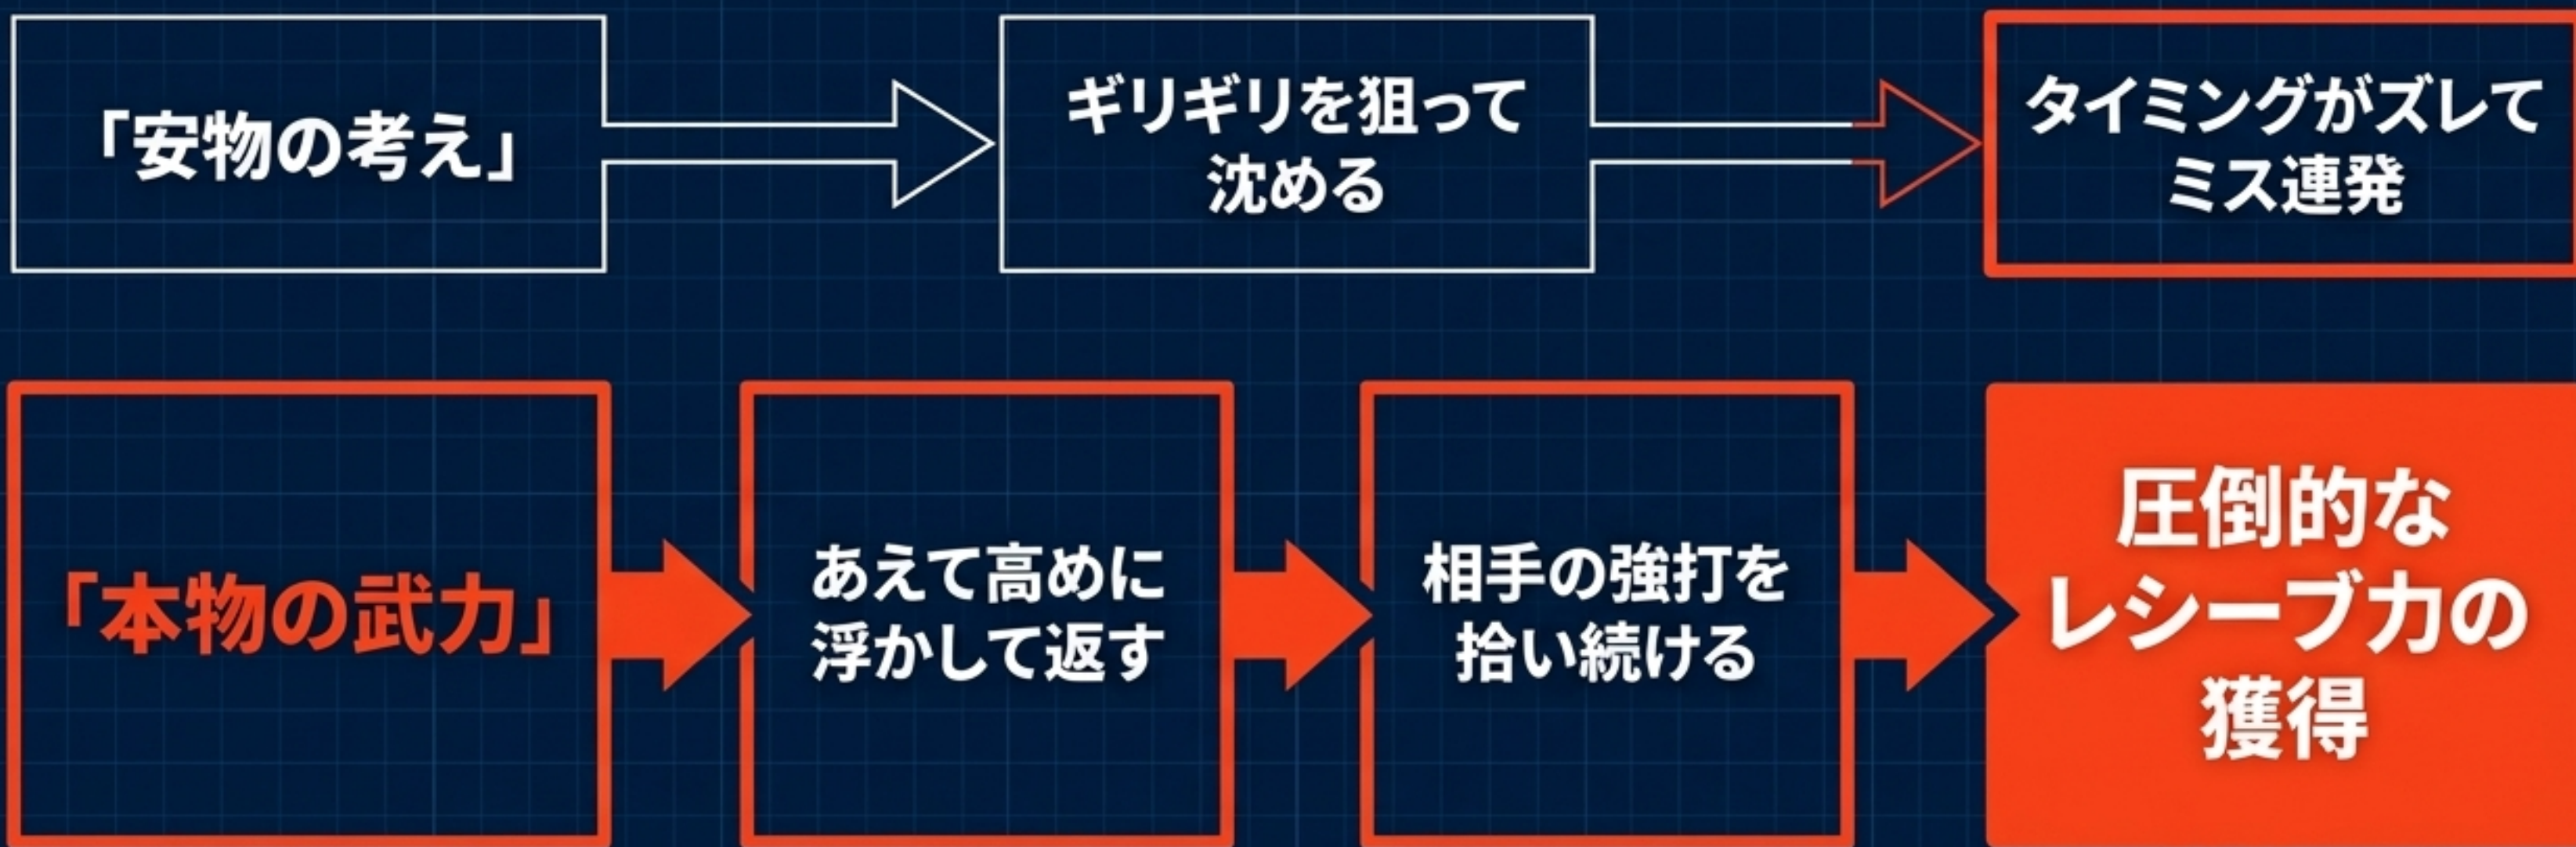 「安物の考え」
ギリギリを狙って
沈める
タイミングがズレて
ミス連発
「本物の武力」
あえて高めに
浮かして返す
相手の強打を
拾い続ける
圧倒的な
レシーブ力の
獲得